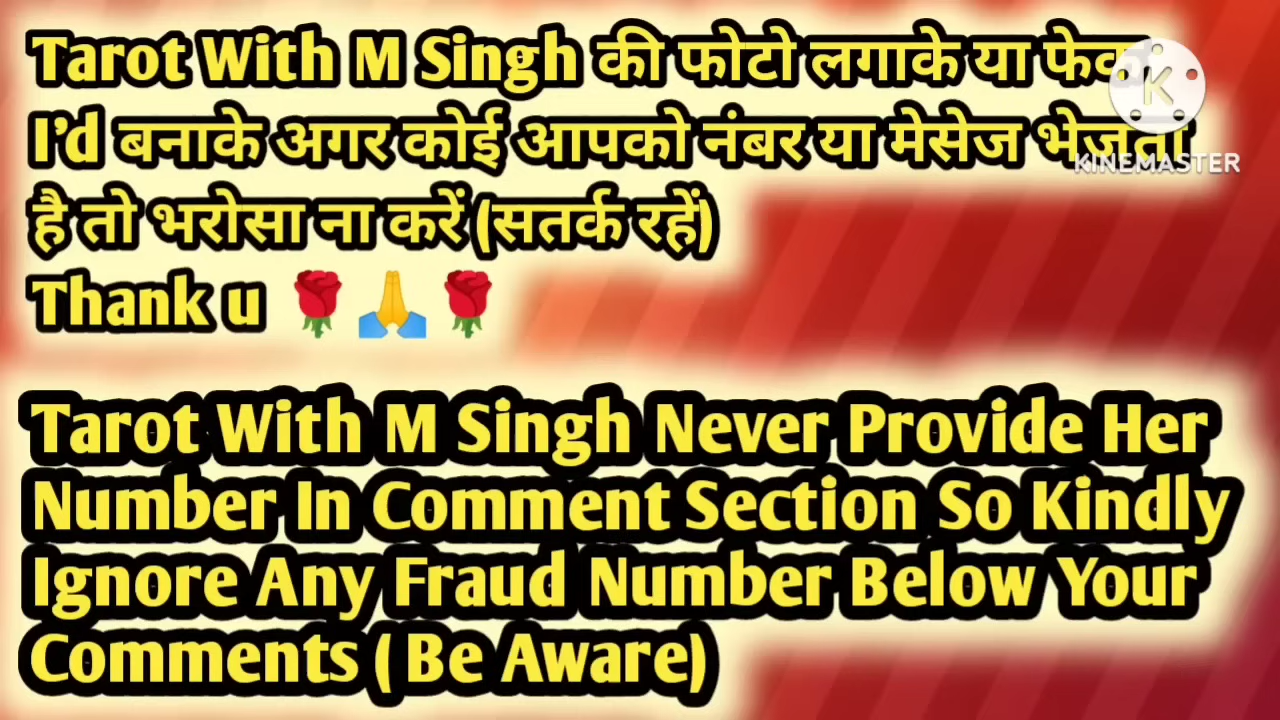 Tarot With M Singh की फोटो लगाके या फेक
I'd बनाके अगर कोई आपको नंबर या मेसेज भेजता
है तो भरोसा ना करें (सतर्क रहें)
Thank u 🌹🙏🌹
Tarot With M Singh Never Provide Her
Number In Comment Section So Kindly
Ignore Any Fraud Number Below Your
Comments ( Be Aware)
K
KINEMASTER